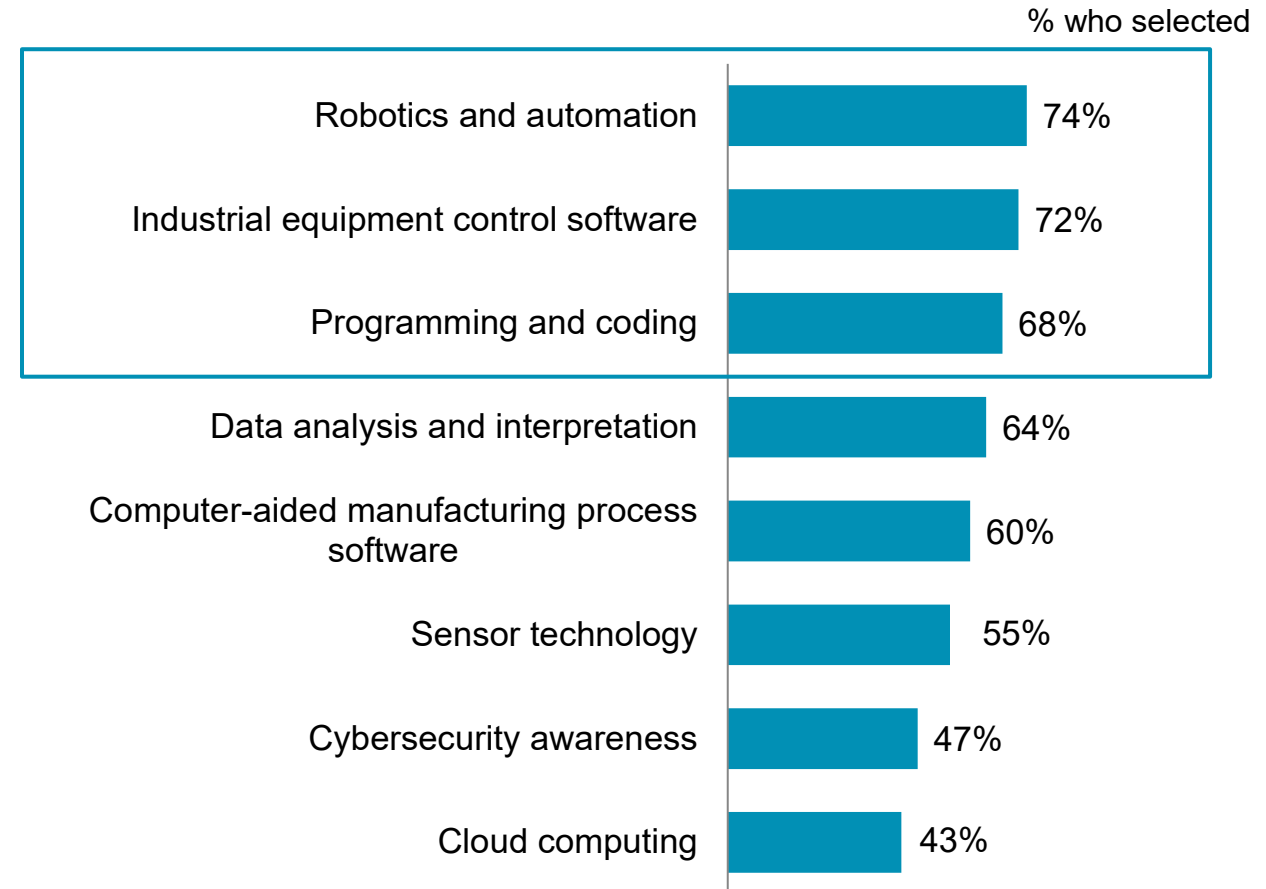 % who selected
Robotics and automation 74%
Industrial equipment control software 72%
Programming and coding 68%
Data analysis and interpretation 64%
Computer-aided manufacturing process
software 60%
Sensor technology 55%
Cybersecurity awareness 47%
Cloud computing 43%